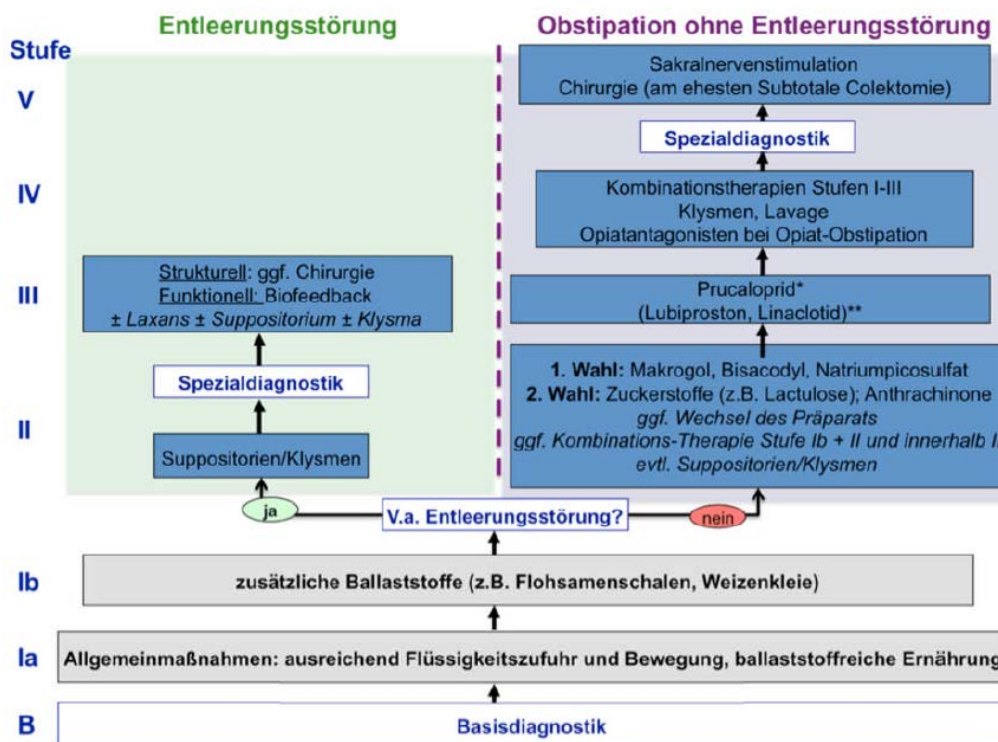 Entleerungsstörung
Obstipation ohne Entleerungsstörung
Stufe
V
Sakralnervenstimulation
Chirurgie (am ehesten Subtotale Colektomie)
Spezialdiagnostik
IV
Kombinationstherapien Stufen I-III
Klysmen, Lavage
Opiatantagonisten bei Opiat-Obstipation
III
Strukturell: ggf. Chirurgie
Funktionell: Biofeedback
± Laxans ± Suppositorium ± Klysma
Prucaloprid*
(Lubiproston, Linaclotid)**
Spezialdiagnostik
II
Suppositorien/Klysmen
1. Wahl: Makrogol, Bisacodyl, Natriumpicosulfat
2. Wahl: Zuckerstoffe (z.B. Lactulose); Anthrachinone
ggf. Wechsel des Präparats
ggf. Kombinations-Therapie Stufe Ib + II und innerhalb
evtl. Suppositorien/Klysmen
ja
V.a. Entleerungsstörung?
nein
Ib
zusätzliche Ballaststoffe (z.B. Flohsamenschalen, Weizenkleie)
Ia
Allgemeinmaßnahmen: ausreichend Flüssigkeitszufuhr und Bewegung, ballaststoffreiche Ernährung
B
Basisdiagnostik